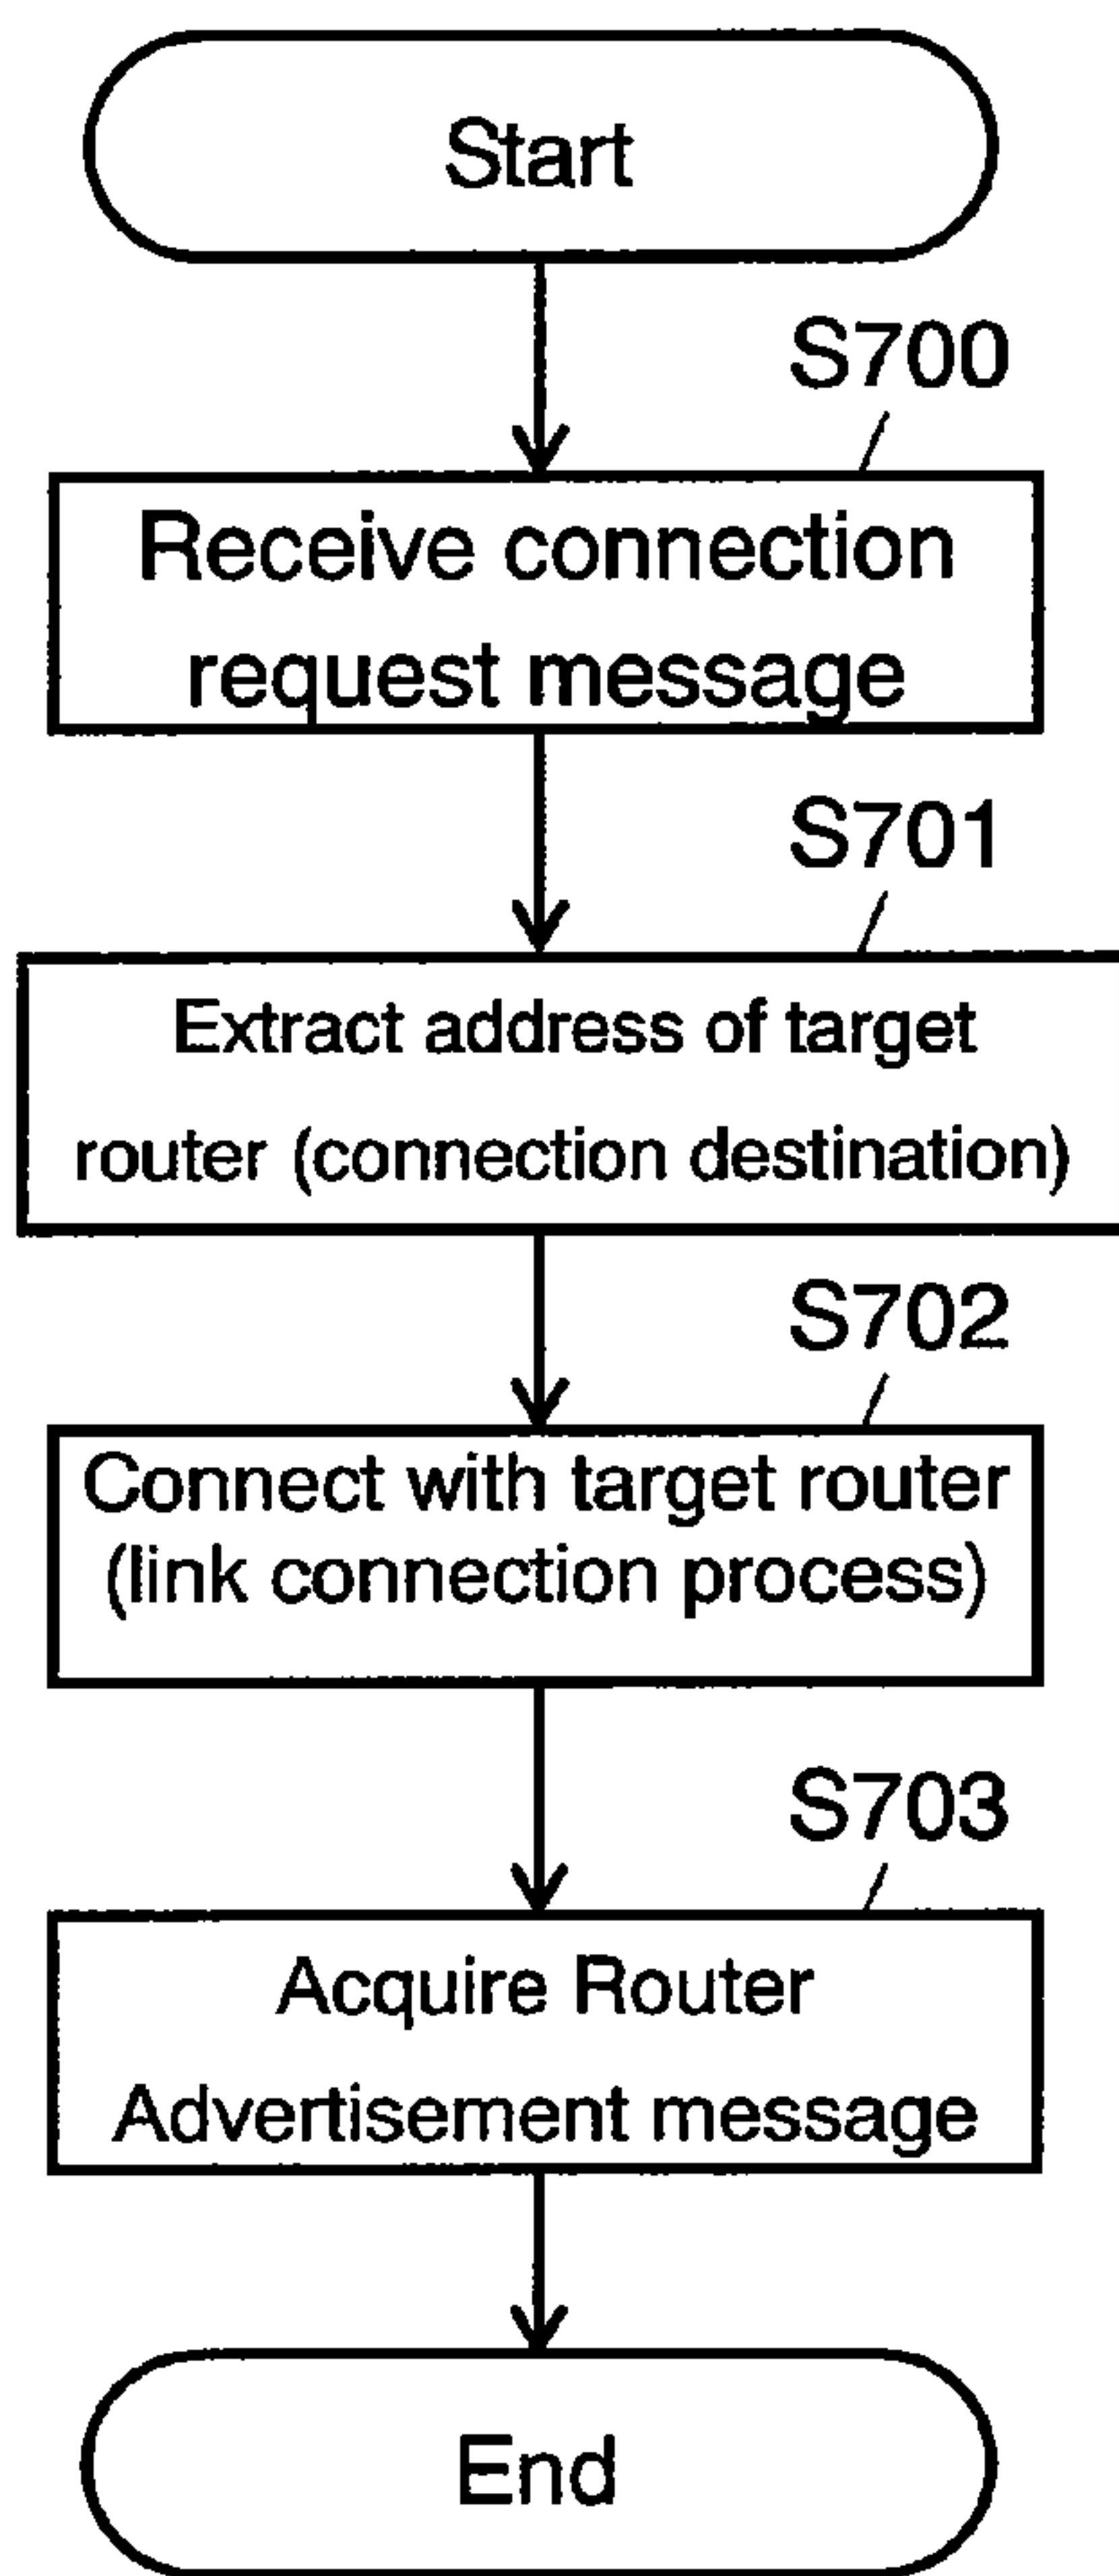 Start
S700
Receive connection
request message
S701
Extract address of target
router (connection destination)
S702
Connect with target router
(link connection process)
S703
Acquire Router
Advertisement message
End